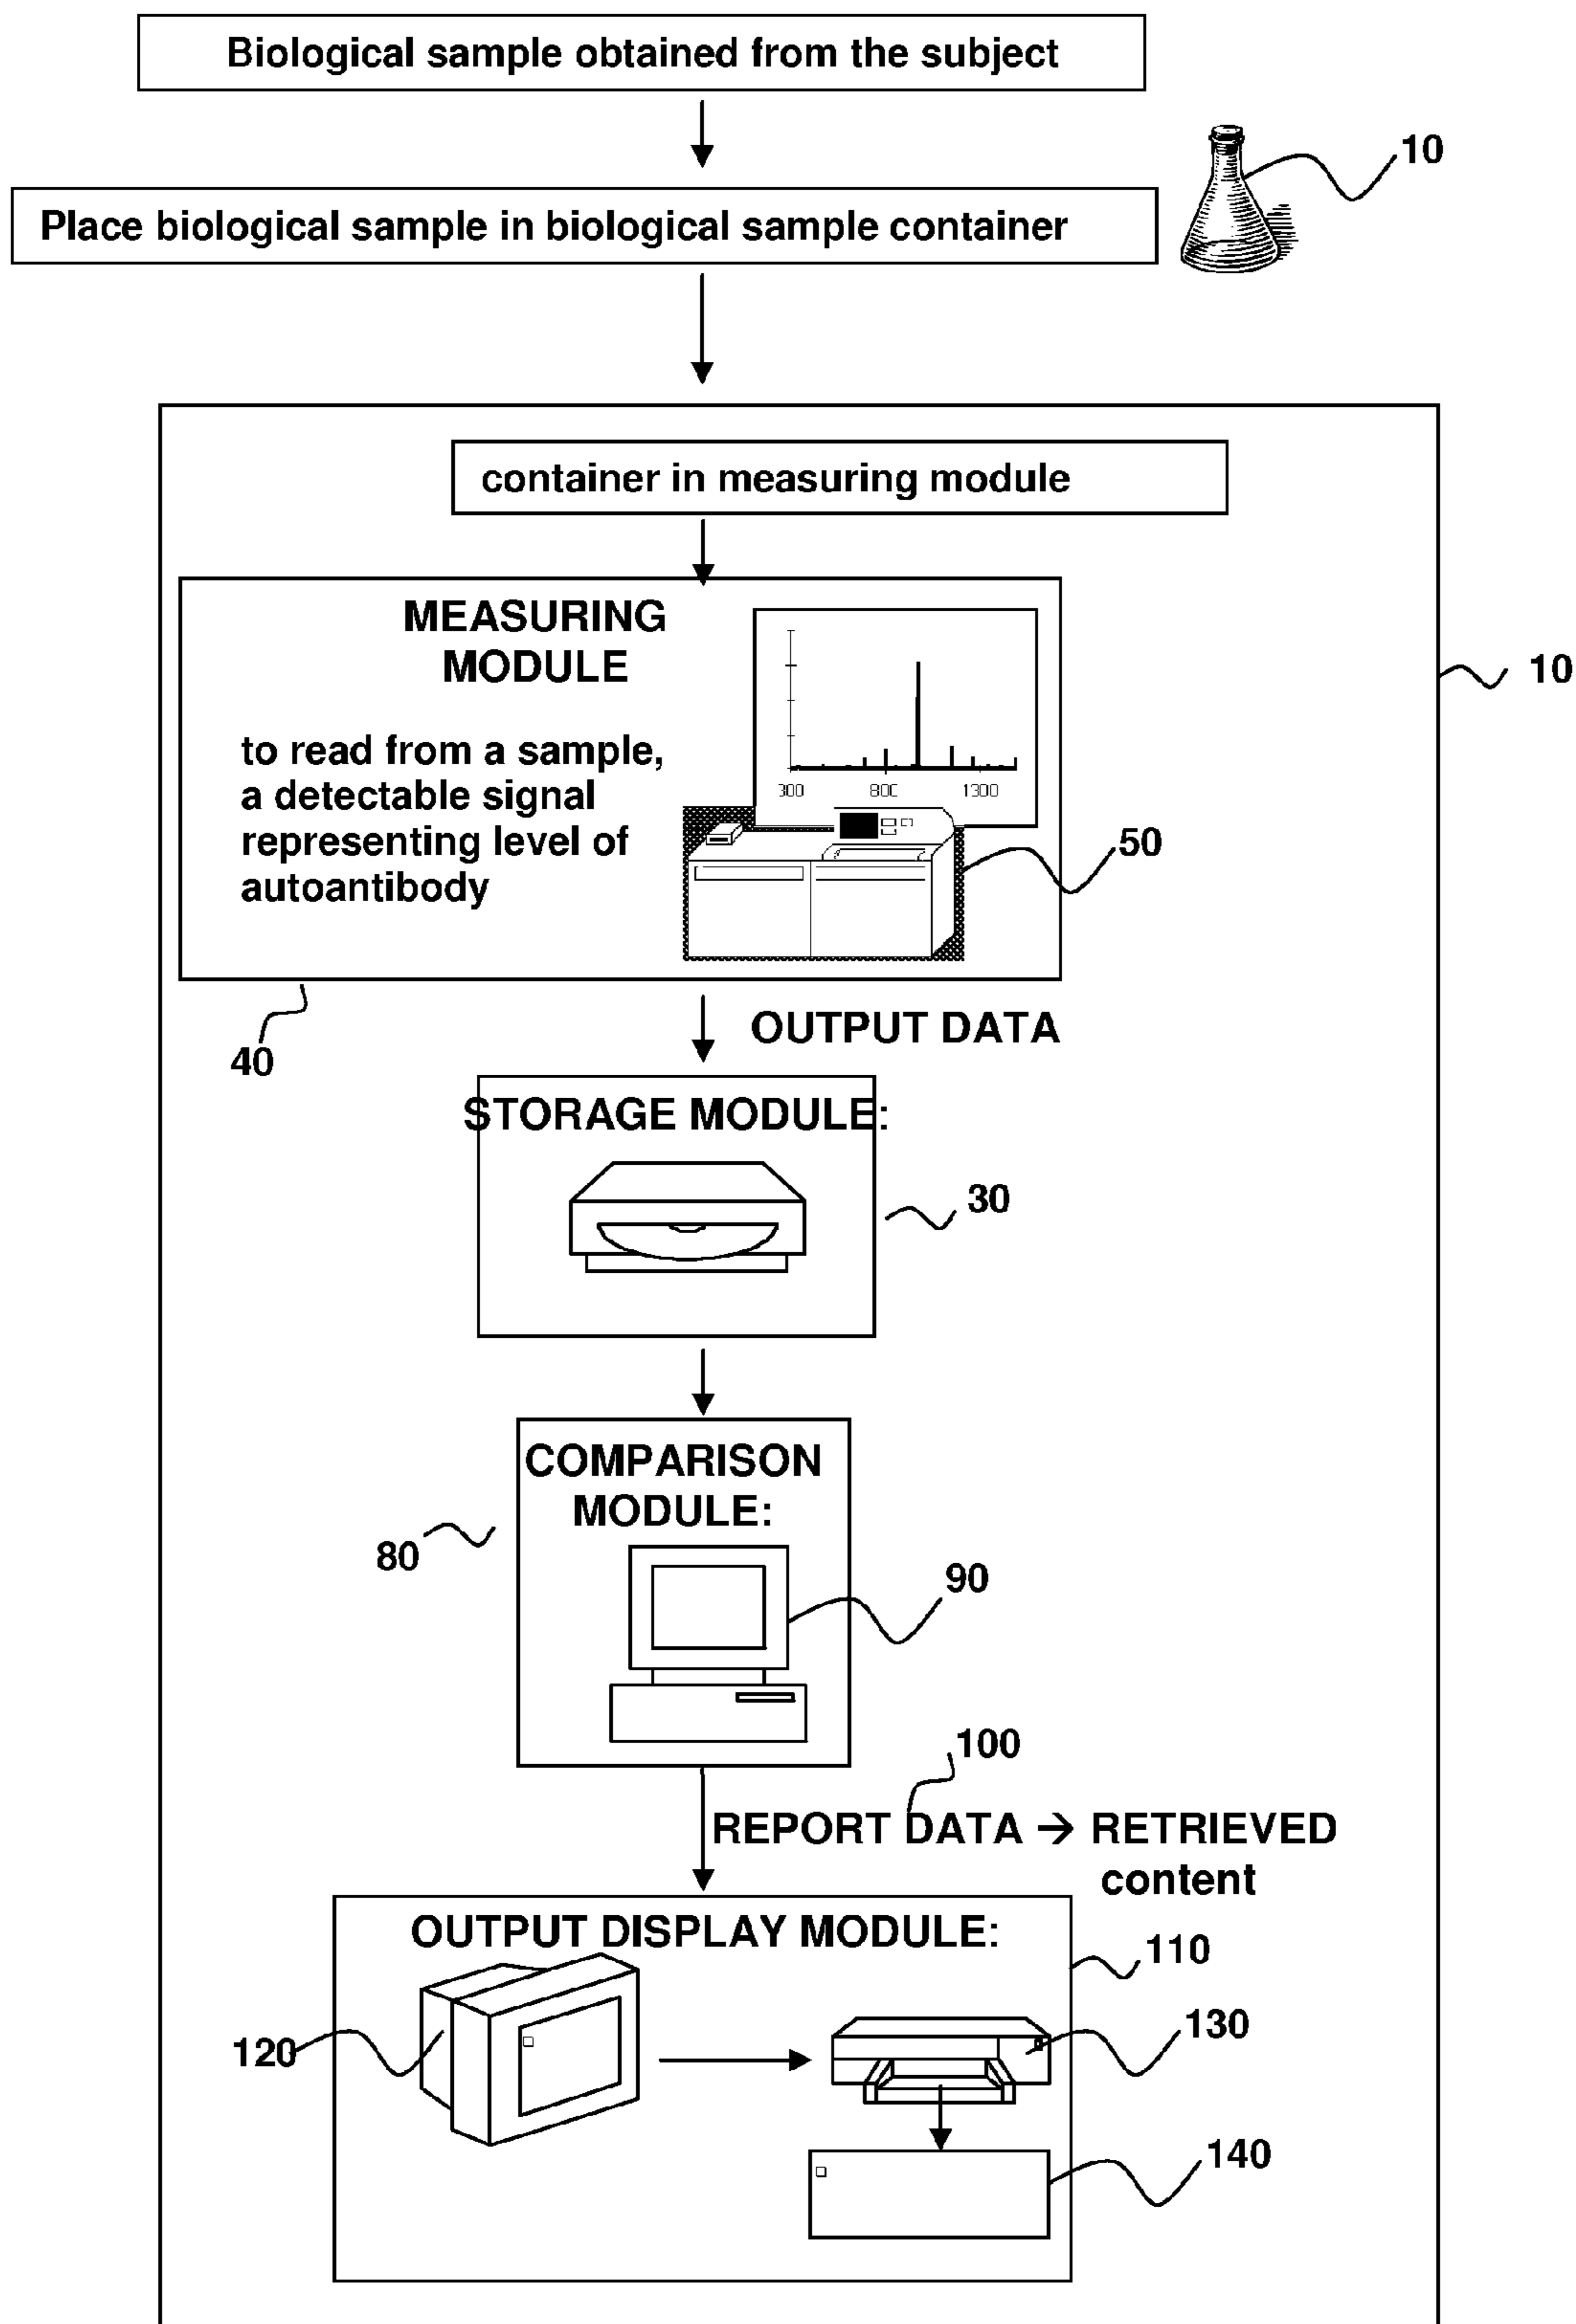 Biological sample obtained from the subject
10
Place biological sample in biological sample container
container in measuring module
MEASURING
MODULE
10
to read from a sample,
a detectable signal
representing level of
autoantibody
300 800 1300
50
OUTPUT DATA
40
STORAGE MODULE:
30
COMPARISON
MODULE:
80
90
100
REPORT DATA → RETRIEVED
content
OUTPUT DISPLAY MODULE:
110
120
130
140